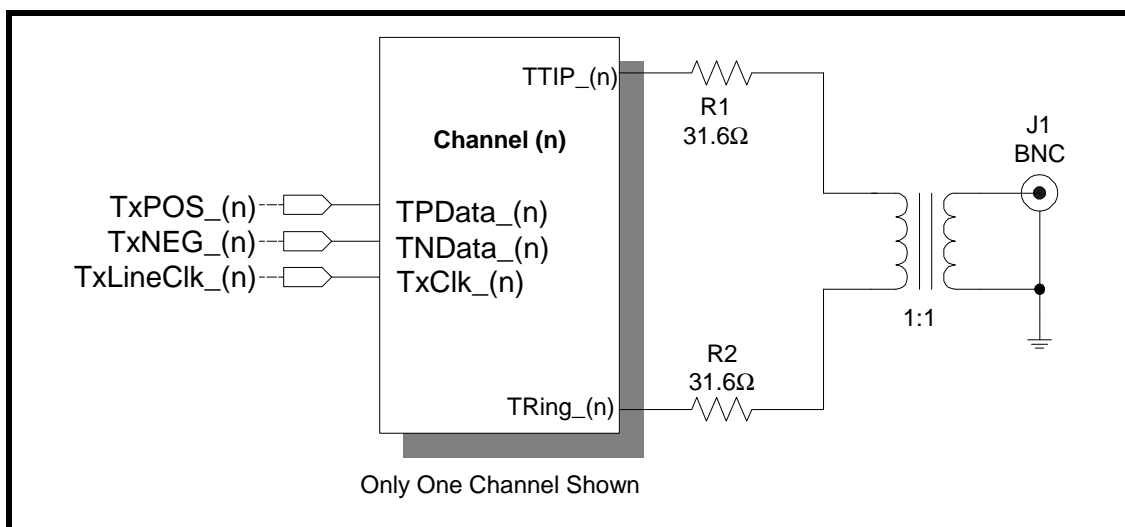 TTIP_(n)
R1
31.6Ω
Channel (n)
J1
BNC
TxPOS_(n)
TPData_(n)
TxNEG_(n)
TNData_(n)
TxLineClk_(n)
TxClk_(n)
1:1
R2
31.6Ω
TRing_(n)
Only One Channel Shown